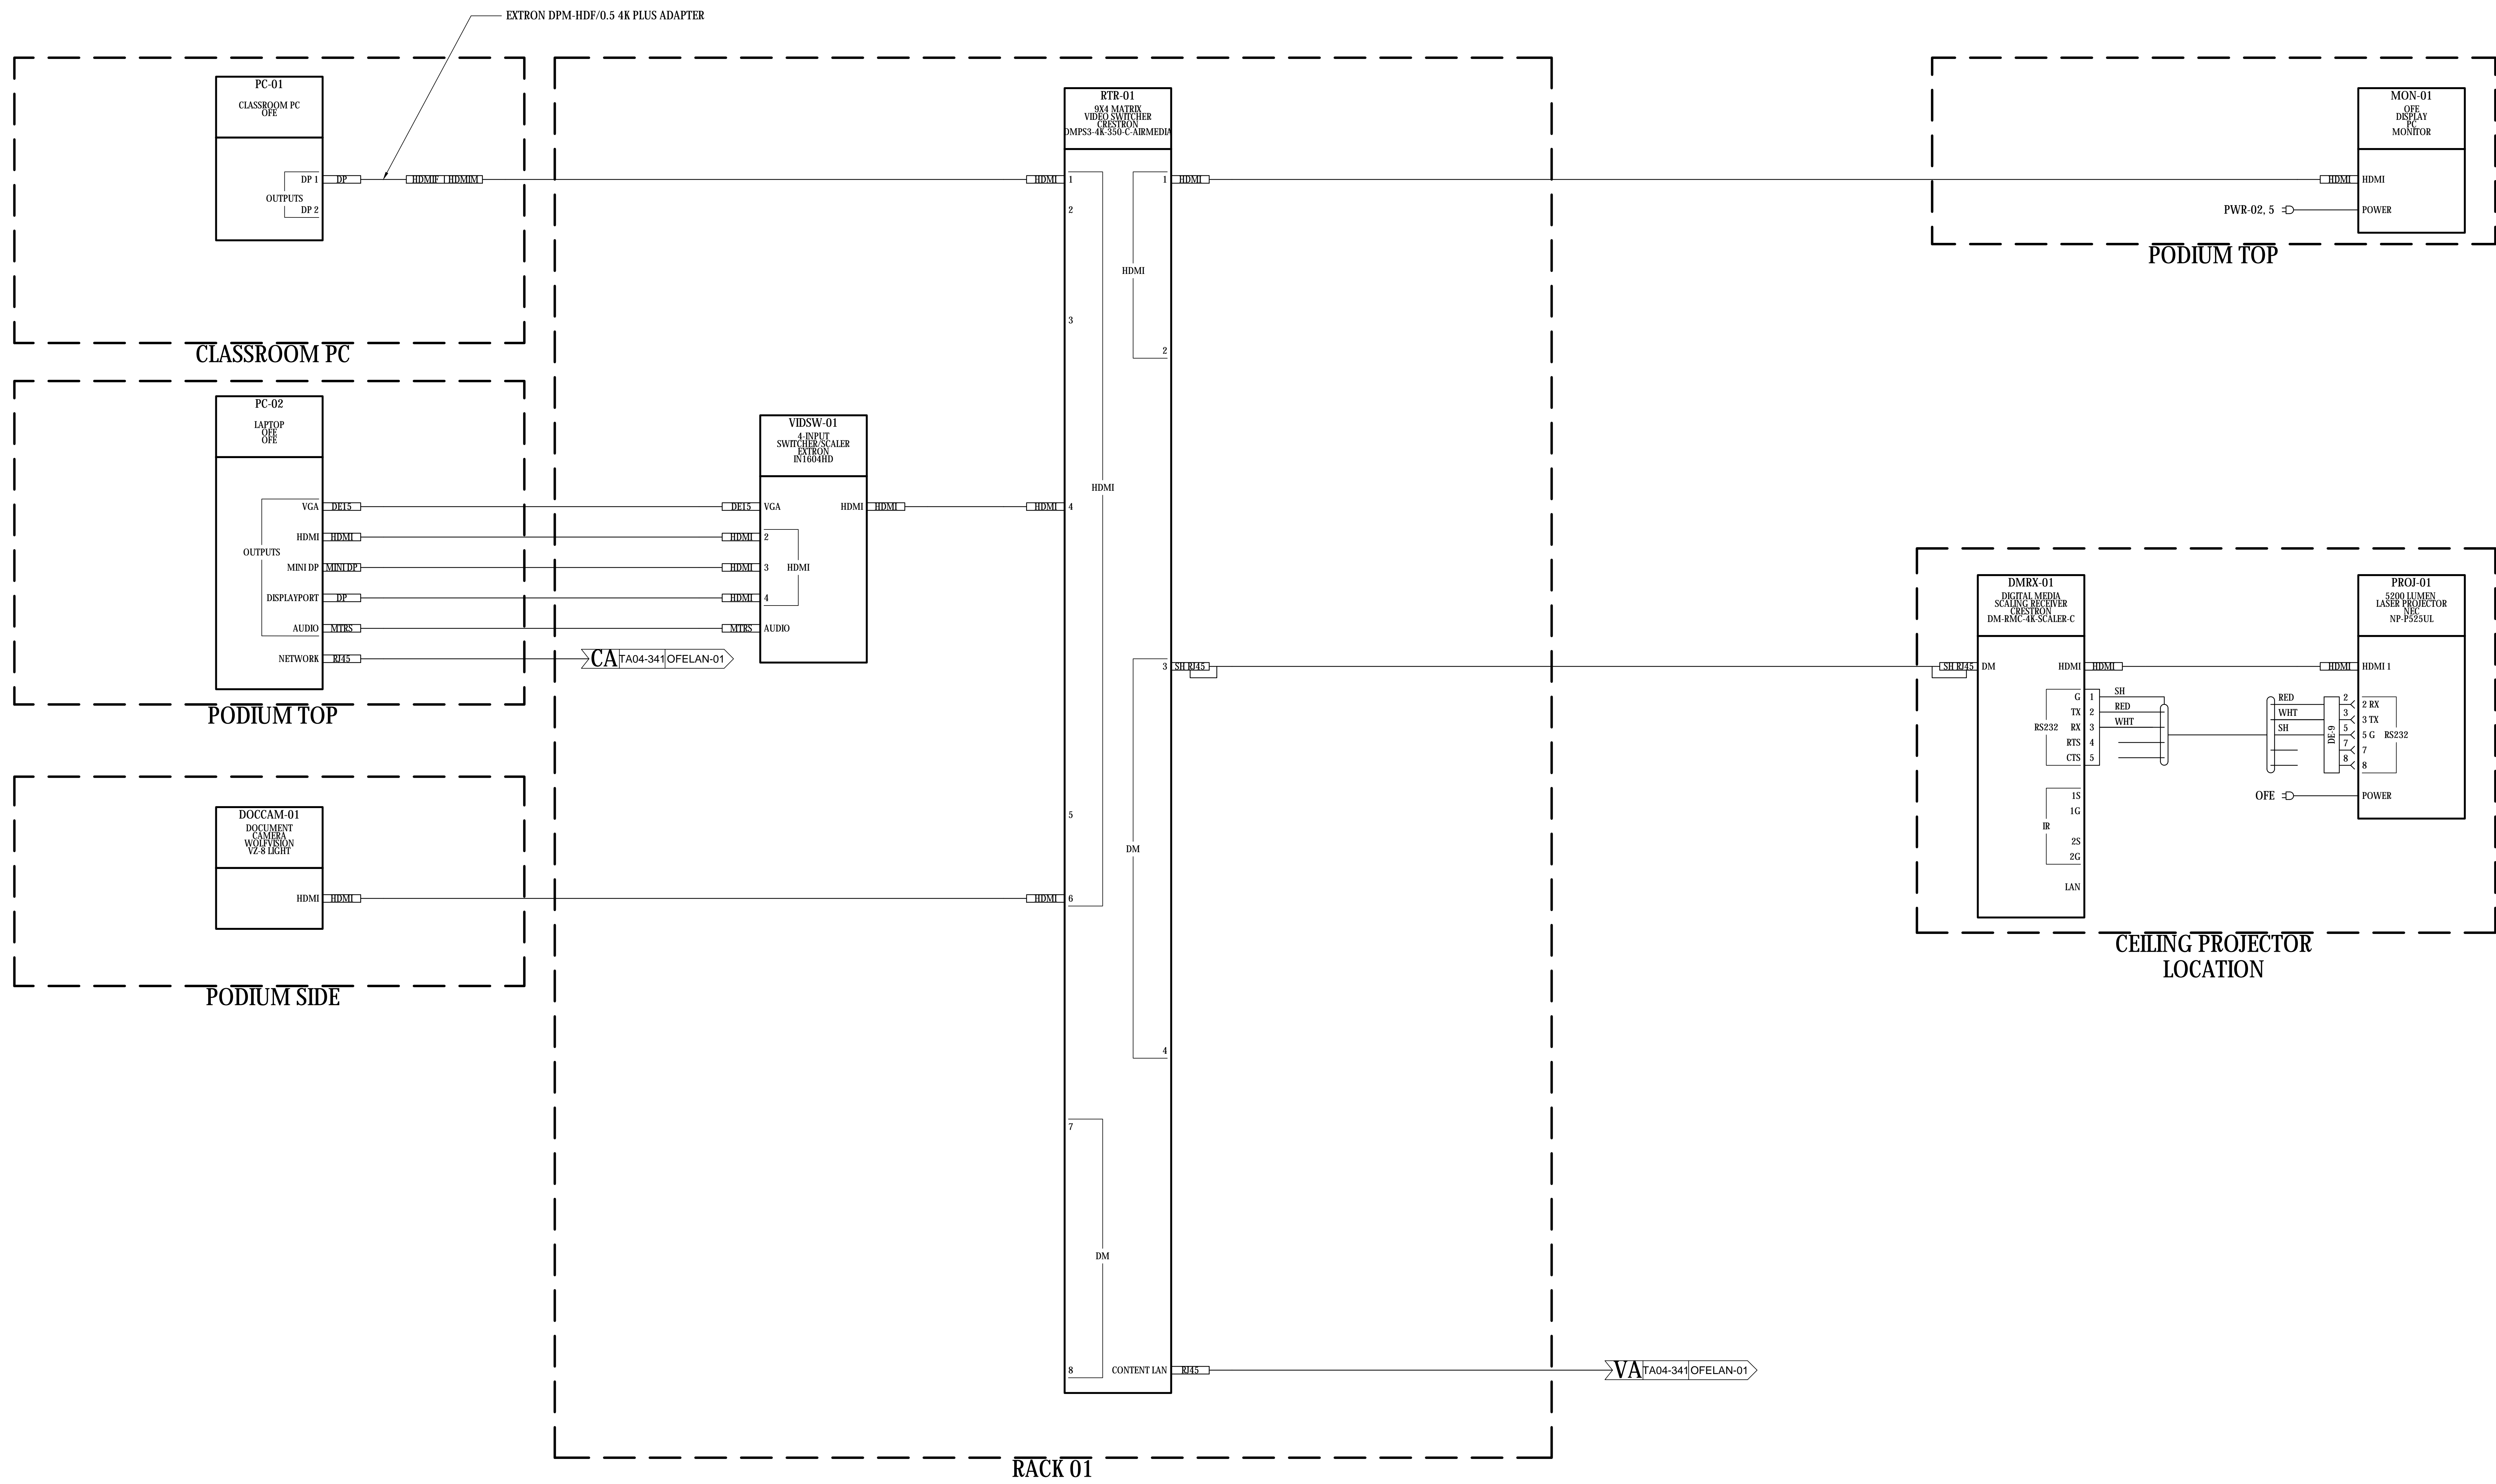 EXTRON DPM-HDF/0.5 4K PLUS ADAPTER
PC-01
CLASSROOM PC
OFE
DP 1
OUTPUTS
DP 2
DP
HDMIF
HDMIM
CLASSROOM PC
PC-02
LAPTOP
OFE
OFE
OUTPUTS
VGA
DE15
HDMI
HDMI
MINI DP
MINI DP
DISPLAYPORT
DP
AUDIO
MTRS
NETWORK
RJ45
CA
TA04-341
OFELAN-01
PODIUM TOP
DOCCAM-01
DOCUMENT
CAMERA
WOLFVISION
VZ-8 LIGHT
HDMI
HDMI
PODIUM SIDE
VIDSW-01
4-INPUT
SWITCHER/SCALER
EXTRON
IN1604HD
DE15
VGA
HDMI
HDMI
HDMI
2
HDMI
3
HDMI
HDMI
4
MTRS
AUDIO
RTR-01
9X4 MATRIX
VIDEO SWITCHER
CRESTRON
DMPS3-4K-350-C-AIRMEDIA
HDMI
1
2
3
HDMI
HDMI
4
5
HDMI
6
7
DM
8
1
HDMI
HDMI
2
3
SH RJ45
DM
4
CONTENT LAN
RJ45
VA
TA04-341
OFELAN-01
RACK 01
MON-01
OFE
DISPLAY
PC
MONITOR
HDMI
HDMI
PWR-02, 5
POWER
PODIUM TOP
DMRX-01
DIGITAL MEDIA
SCALING RECEIVER
CRESTRON
DM-RMC-4K-SCALER-C
SH RJ45
DM
HDMI
HDMI
RS232
G
1
SH
TX
2
RED
RX
3
WHT
RTS
4
CTS
5
IR
1S
1G
2S
2G
LAN
PROJ-01
5200 LUMEN
LASER PROJECTOR
NEC
NP-P525UL
HDMI
HDMI 1
RED
2
2 RX
WHT
3
3 TX
SH
5
5 G
RS232
DE-9
7
7
8
8
OFE
POWER
CEILING PROJECTOR
LOCATION